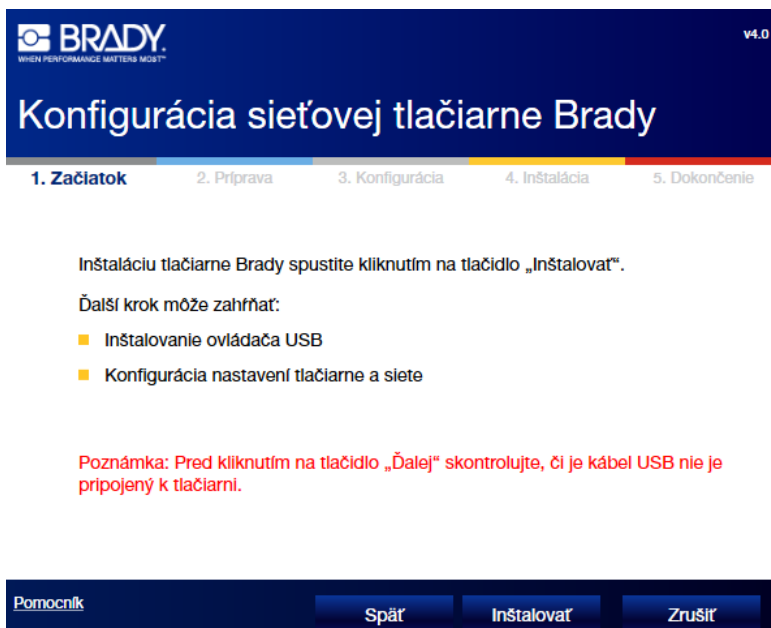 BRADY.
WHEN PERFORMANCE MATTERS MOST™
v4.0
Konfigurácia sieťovej tlačiarne Brady
1. Začiatok
2. Príprava
3. Konfigurácia
4. Inštalácia
5. Dokončenie
Inštaláciu tlačiarne Brady spustite kliknutím na tlačidlo „Inštalovať“.
Ďalší krok môže zahŕňať:
Inštalovanie ovládača USB
Konfigurácia nastavení tlačiarne a siete
Poznámka: Pred kliknutím na tlačidlo „Ďalej“ skontrolujte, či je kábel USB nie je
pripojený k tlačiarni.
Pomocník
Späť
Inštalovať
Zrušiť